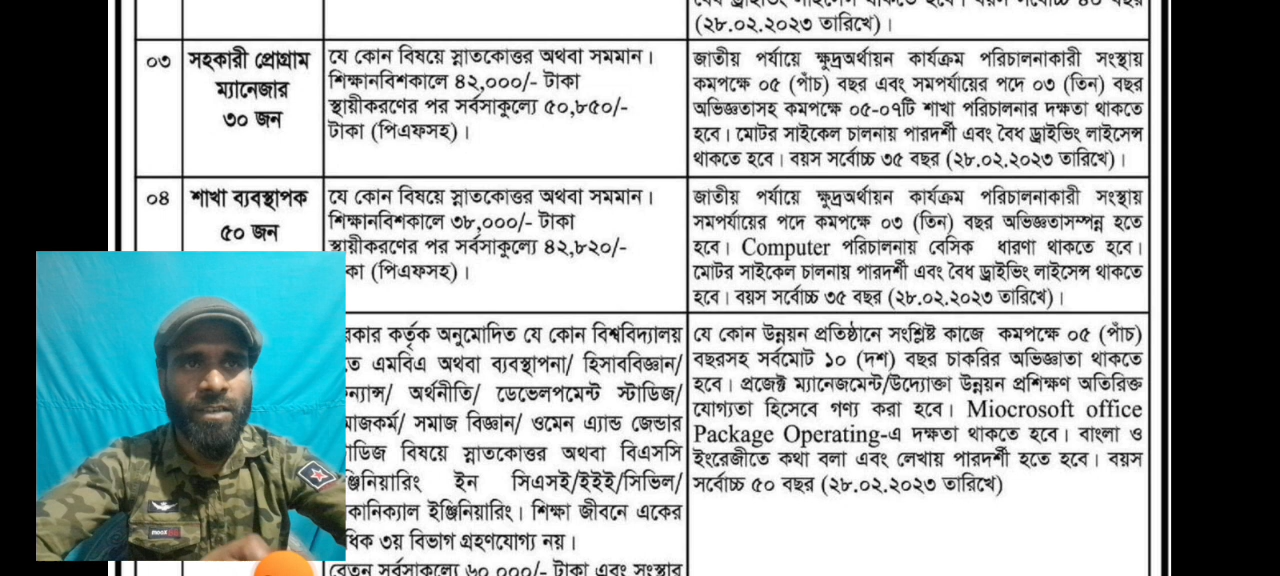 (২৮.০২.২০২৩ তারিখে)।
০৩
সহকারী প্রোগ্রাম
ম্যানেজার
৩০ জন
যে কোন বিষয়ে স্নাতকোত্তর অথবা সমমান।
শিক্ষানবিশকালে ৪২,০০০/- টাকা
স্থায়ীকরণের পর সর্বসাকুল্যে ৫০,৮৫০/-
টাকা (পিএফসহ)।
জাতীয় পর্যায়ে ক্ষুদ্রঅর্থায়ন কার্যক্রম পরিচালনাকারী সংস্থায়
কমপক্ষে ০৫ (পাঁচ) বছর এবং সমপর্যায়ের পদে ০৩ (তিন) বছর
অভিজ্ঞতাসহ কমপক্ষে ০৫-০৭টি শাখা পরিচালনার দক্ষতা থাকতে
হবে। মোটর সাইকেল চালনায় পারদর্শী এবং বৈধ ড্রাইভিং লাইসেন্স
থাকতে হবে। বয়স সর্বোচ্চ ৩৫ বছর (২৮.০২.২০২৩ তারিখে)।
০৪
শাখা ব্যবস্থাপক
৫০ জন
যে কোন বিষয়ে স্নাতকোত্তর অথবা সমমান।
শিক্ষানবিশকালে ৩৮,০০০/- টাকা
স্থায়ীকরণের পর সর্বসাকুল্যে ৪২,৮২০/-
কা (পিএফসহ)।
জাতীয় পর্যায়ে ক্ষুদ্রঅর্থায়ন কার্যক্রম পরিচালনাকারী সংস্থায়
সমপর্যায়ের পদে কমপক্ষে ০৩ (তিন) বছর অভিজ্ঞতাসম্পন্ন হতে
হবে। Computer পরিচালনায় বেসিক ধারণা থাকতে হবে।
মোটর সাইকেল চালনায় পারদর্শী এবং বৈধ ড্রাইভিং লাইসেন্স থাকতে
হবে। বয়স সর্বোচ্চ ৩৫ বছর (২৮.০২.২০২৩ তারিখে)।
রকার কর্তৃক অনুমোদিত যে কোন বিশ্ববিদ্যালয়
তে এমবিএ অথবা ব্যবস্থাপনা/ হিসাববিজ্ঞান/
ন্যান্স/ অর্থনীতি/ ডেভেলপমেন্ট স্টাডিজ/
মাজকর্ম/ সমাজ বিজ্ঞান/ ওমেন এ্যান্ড জেন্ডার
াডিজ বিষয়ে স্নাতকোত্তর অথবা বিএসসি
ঞ্জিনিয়ারিং ইন সিএসই/ইইই/সিভিল/
কানিক্যাল ইঞ্জিনিয়ারিং। শিক্ষা জীবনে একের
ধিক ৩য় বিভাগ গ্রহণযোগ্য নয়।
বেতন সর্বসাকুল্যে ৬০,০০০/- টাকা এবং সংস্থার
যে কোন উন্নয়ন প্রতিষ্ঠানে সংশ্লিষ্ট কাজে কমপক্ষে ০৫ (পাঁচ)
বছরসহ সর্বমোট ১০ (দশ) বছর চাকরির অভিজ্ঞাতা থাকতে
হবে। প্রজেক্ট ম্যানেজমেন্ট/উদ্যোক্তা উন্নয়ন প্রশিক্ষণ অতিরিক্ত
যোগ্যতা হিসেবে গণ্য করা হবে। Miocrosoft office
Package Operating-এ দক্ষতা থাকতে হবে। বাংলা ও
ইংরেজীতে কথা বলা এবং লেখায় পারদর্শী হতে হবে। বয়স
সর্বোচ্চ ৫০ বছর (২৮.০২.২০২৩ তারিখে)